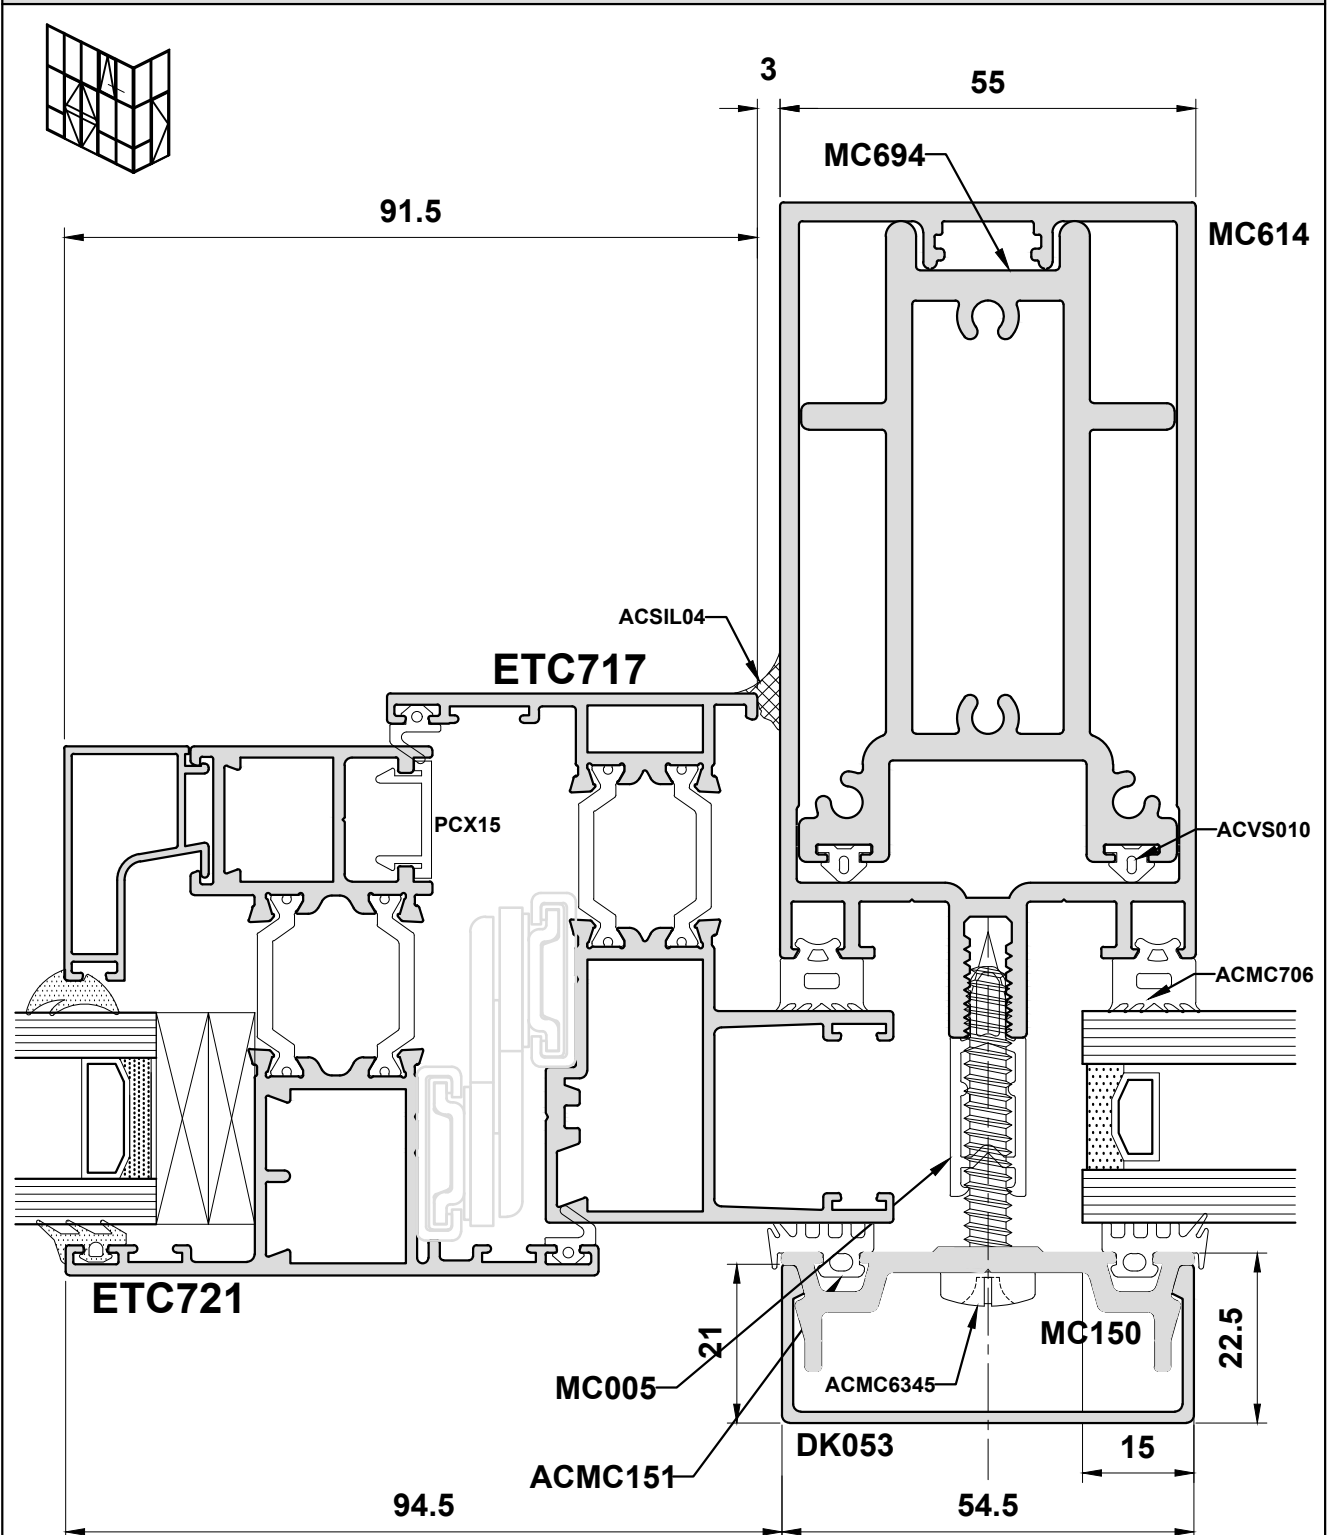 3
55
MC694
91.5
MC614
ACSIL04
ETC717
PCX15
ACVS010
ACMC706
ETC721
21
MC150
22.5
MC005
ACMC6345
DK053
15
ACMC151
94.5
54.5